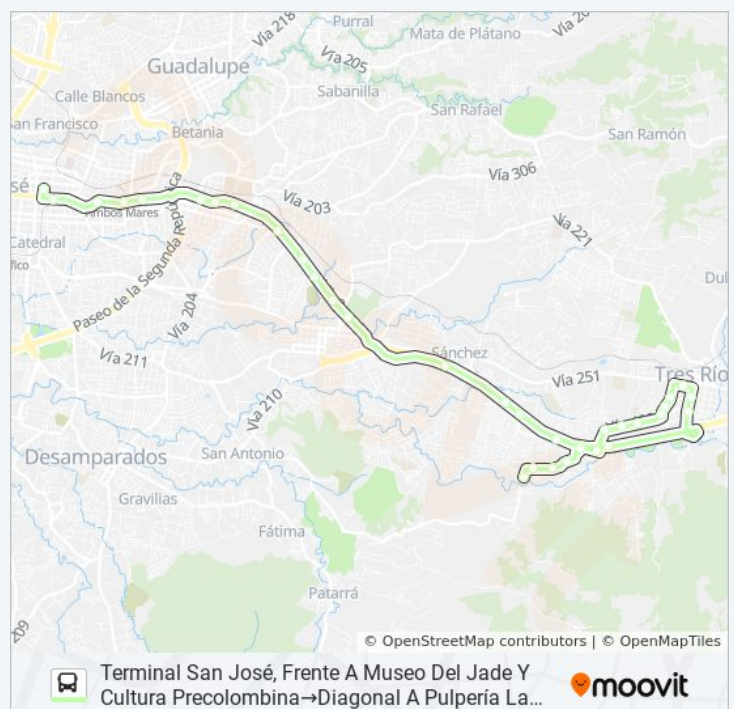 Vía 218
Purral
Mata de Plátano
Guadalupe
Vía 205
Calle Blancos
Sabanilla
San Rafael
an Francisco
Betania
San Ramón
Vía 306
sé
Vía 203
Ambos Mares
Catedral
Vía 221
fico
Paseo de la Segunda República
Dul
Vía 204
Vía 211
Sánchez
Tres Río
Vía 251
Vía 210
Desamparados
San Antonio
Gravilias
Fátima
Patarrá
209
© OpenStreetMap contributors | © OpenMapTiles
Terminal San José, Frente A Museo Del Jade Y
Cultura Precolombina→Diagonal A Pulpería La...
moovit